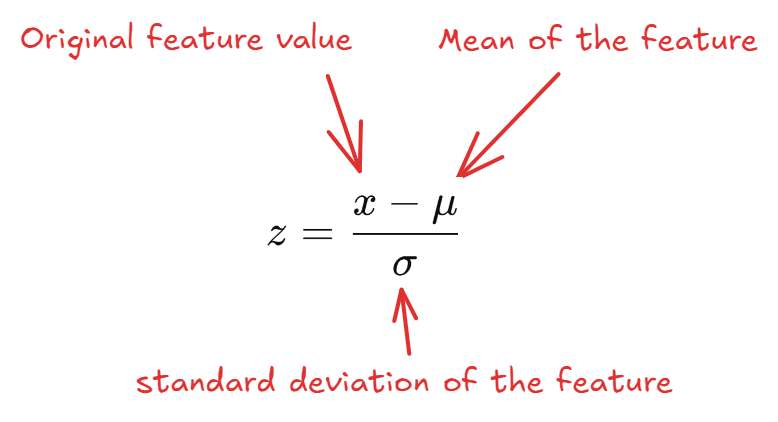 Original feature value
Mean of the feature
z = (x − μ) / σ
standard deviation of the feature